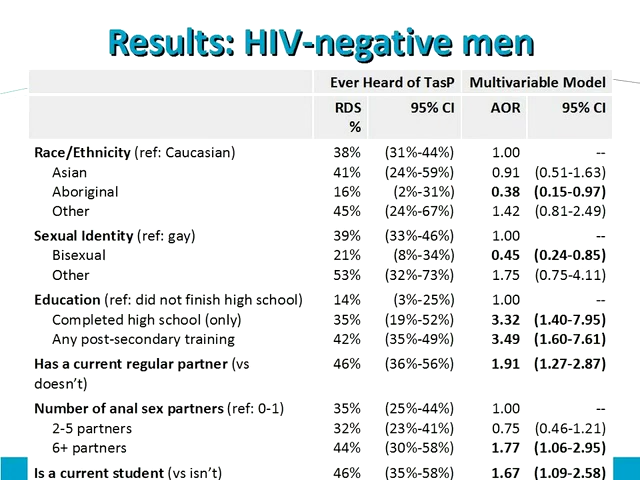 Results: HIV-negative men
Ever Heard of TasP Multivariable Model
RDS % 95% CI AOR 95% CI
Race/Ethnicity (ref: Caucasian) 38% (31%-44%) 1.00 --
Asian 41% (24%-59%) 0.91 (0.51-1.63)
Aboriginal 16% (2%-31%) 0.38 (0.15-0.97)
Other 45% (24%-67%) 1.42 (0.81-2.49)
Sexual Identity (ref: gay) 39% (33%-46%) 1.00 --
Bisexual 21% (8%-34%) 0.45 (0.24-0.85)
Other 53% (32%-73%) 1.75 (0.75-4.11)
Education (ref: did not finish high school) 14% (3%-25%) 1.00 --
Completed high school (only) 35% (19%-52%) 3.32 (1.40-7.95)
Any post-secondary training 42% (35%-49%) 3.49 (1.60-7.61)
Has a current regular partner (vs doesn't) 46% (36%-56%) 1.91 (1.27-2.87)
Number of anal sex partners (ref: 0-1) 35% (25%-44%) 1.00 --
2-5 partners 32% (23%-41%) 0.75 (0.46-1.21)
6+ partners 44% (30%-58%) 1.77 (1.06-2.95)
Is a current student (vs isn't) 46% (35%-58%) 1.67 (1.09-2.58)